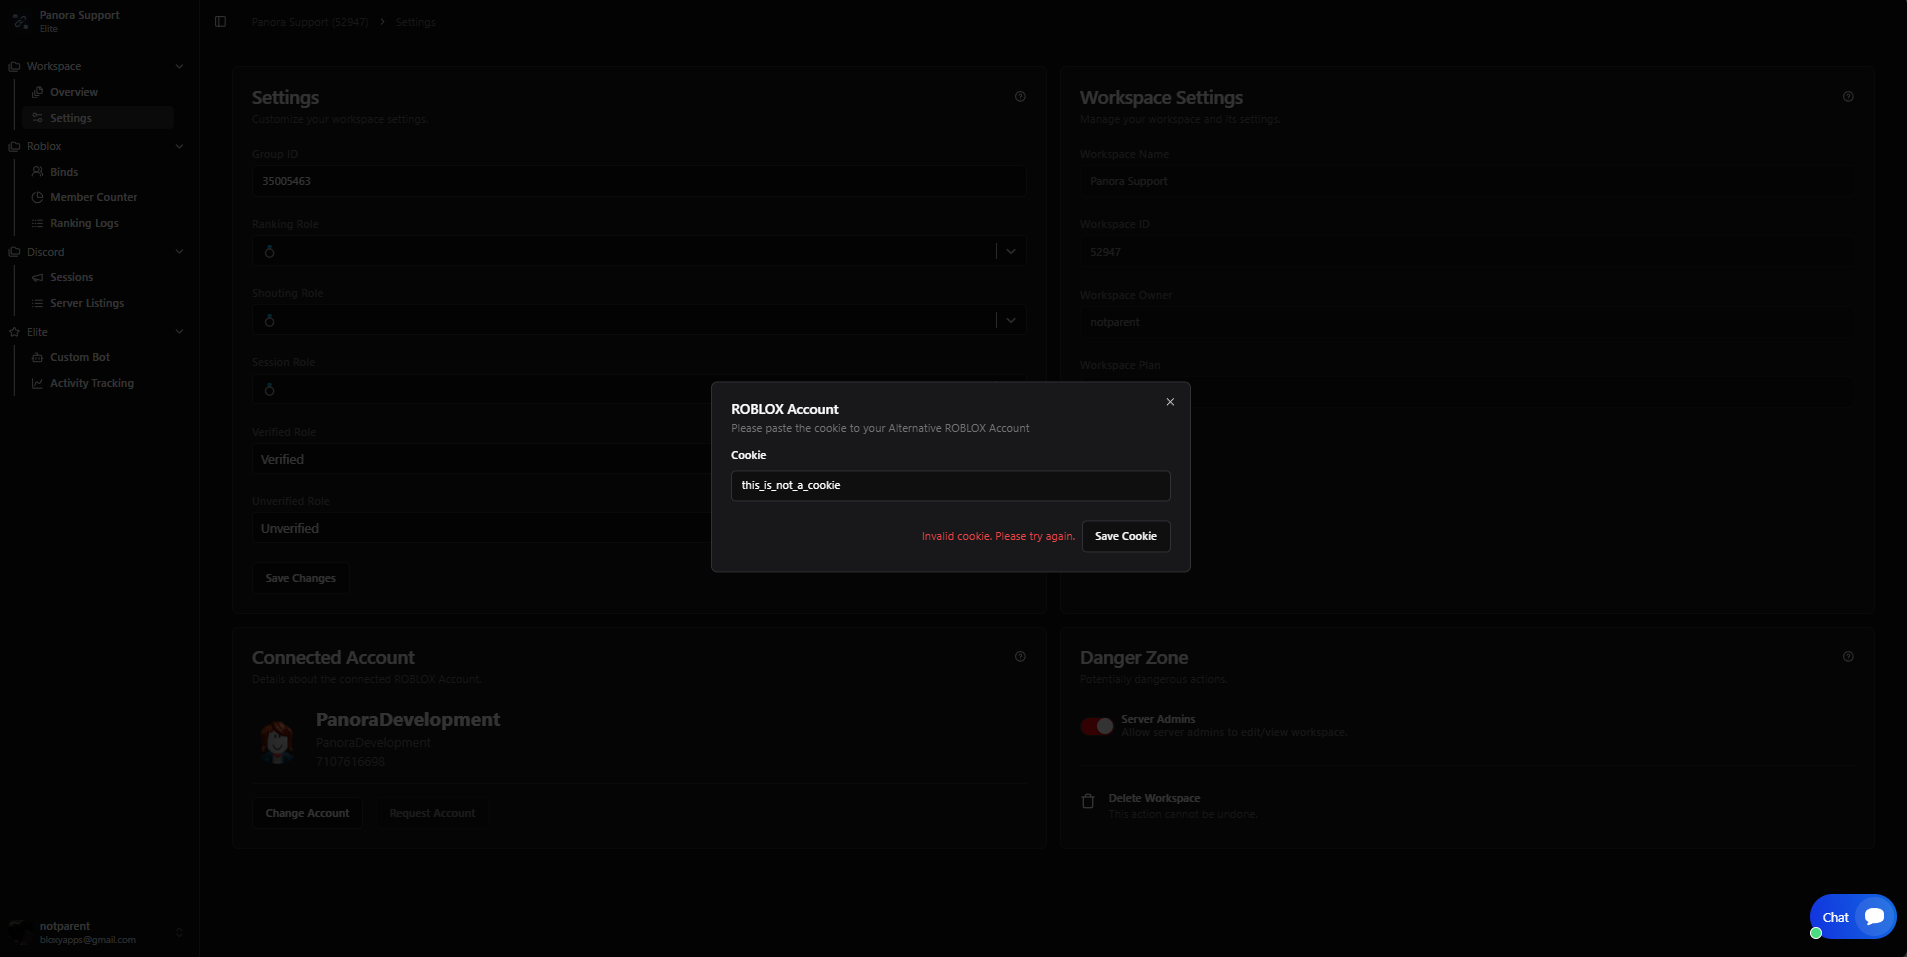 Panora Support
Elite
Workspace
Overview
Settings
Roblox
Binds
Member Counter
Ranking Logs
Discord
Sessions
Server Listings
Elite
Custom Bot
Activity Tracking
notparent
bloxyapps@gmail.com
Panora Support (52947) > Settings
Settings
Customize your workspace settings.
Group ID
35005463
Ranking Role
Shouting Role
Session Role
Verified Role
Verified
Unverified Role
Unverified
Save Changes
Workspace Settings
Manage your workspace and its settings.
Workspace Name
Panora Support
Workspace ID
52947
Workspace Owner
notparent
Workspace Plan
ROBLOX Account
Please paste the cookie to your Alternative ROBLOX Account
Cookie
this_is_not_a_cookie
Invalid cookie. Please try again.
Save Cookie
Connected Account
Details about the connected ROBLOX Account.
PanoraDevelopment
PanoraDevelopment
7107616698
Change Account
Request Account
Danger Zone
Potentially dangerous actions.
Server Admins
Allow server admins to edit/view workspace.
Delete Workspace
This action cannot be undone.
Chat